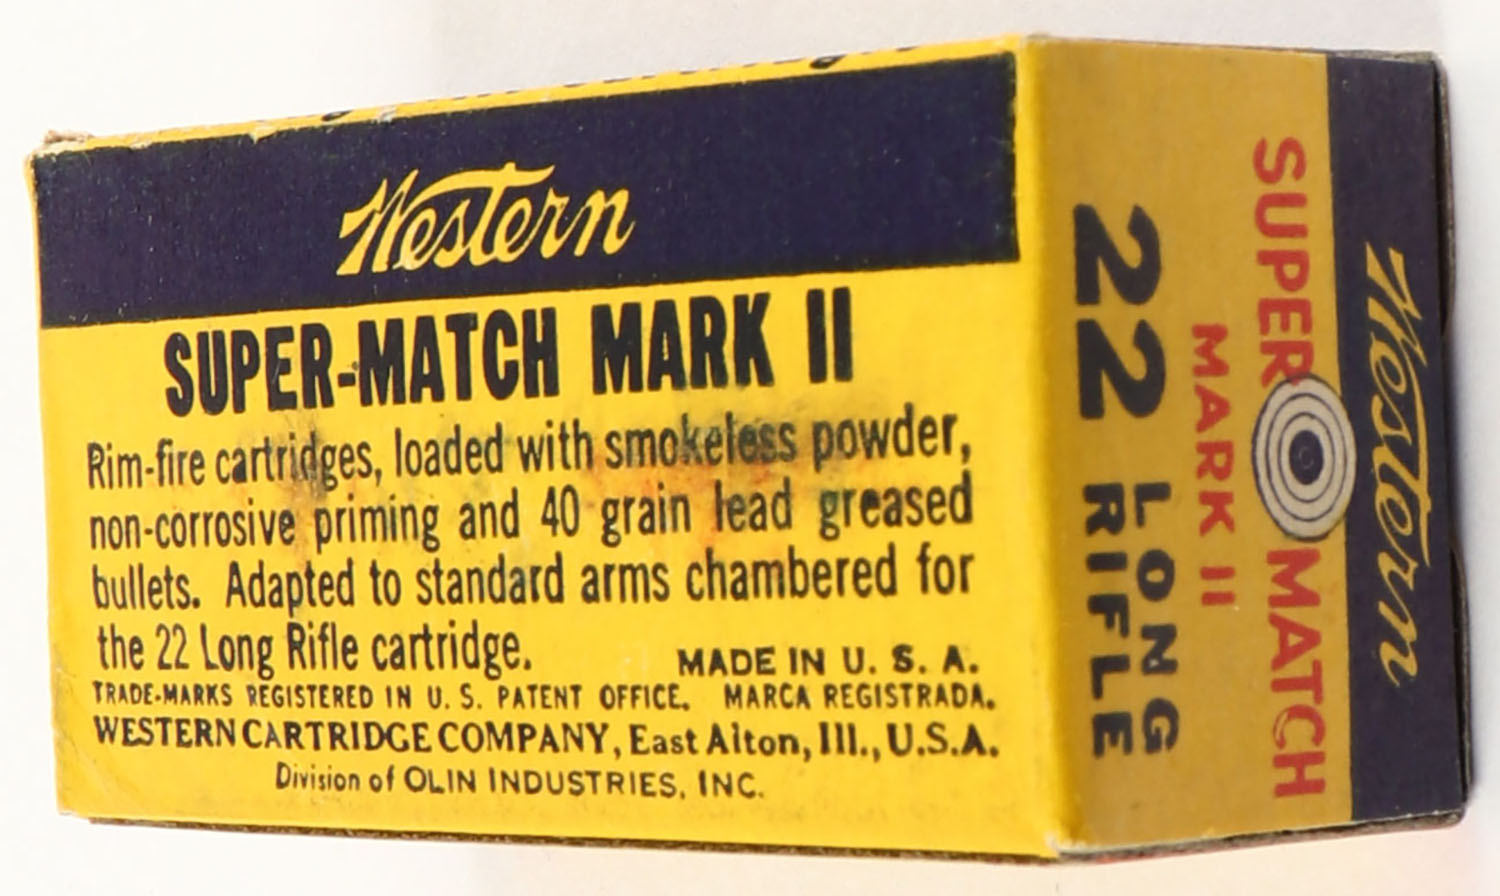 Western
SUPER-MATCH MARK II
Rim-fire cartridges, loaded with smokeless powder,
non-corrosive priming and 40 grain lead greased
bullets. Adapted to standard arms chambered for
the 22 Long Rifle cartridge.
MADE IN U. S. A.
TRADE-MARKS REGISTERED IN U. S. PATENT OFFICE. MARCA REGISTRADA.
WESTERN CARTRIDGE COMPANY, East Alton, Ill., U.S.A.
Division of OLIN INDUSTRIES, INC.
Western
SUPER MATCH
MARK II
22 LONG
RIFLE